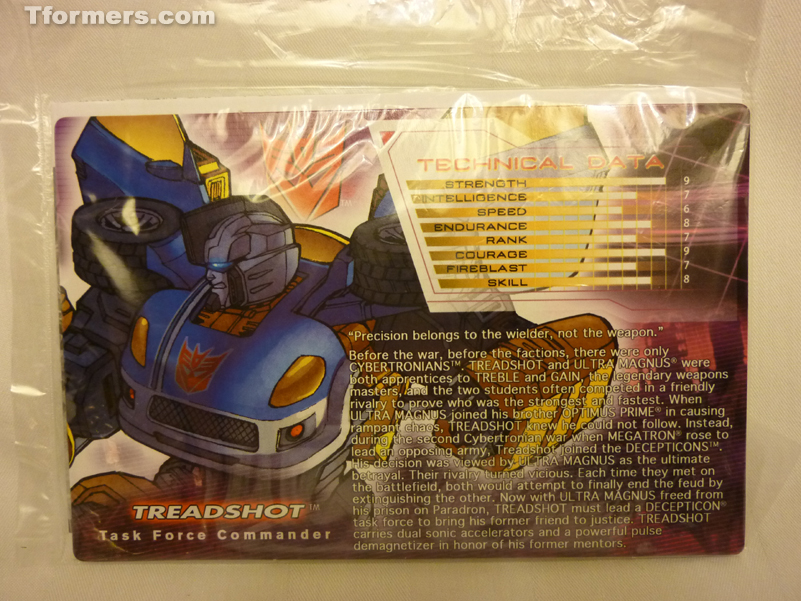 Tformers.com
TECHNICAL DATA
STRENGTH 9
INTELLIGENCE 7
SPEED 6
ENDURANCE 8
RANK 7
COURAGE 9
FIREBLAST 7
SKILL 8
"Precision belongs to the wielder, not the weapon."
Before the war, before the factions, there were only
CYBERTRONIANS™. TREADSHOT and ULTRA MAGNUS® were
both apprentices to TREBLE and GAIN, the legendary weapons
masters, and the two students often competed in a friendly
rivalry to prove who was the strongest and fastest. When
ULTRA MAGNUS joined his brother OPTIMUS PRIME® in causing
rampant chaos, TREADSHOT knew he could not follow. Instead,
during the second Cybertronian war when MEGATRON® rose to
lead an opposing army, Treadshot joined the DECEPTICONS™.
His decision was viewed by ULTRA MAGNUS as the ultimate
betrayal. Their rivalry turned vicious. Each time they met on
the battlefield, both would attempt to finally end the feud by
extinguishing the other. Now with ULTRA MAGNUS freed from
his prison on Paradron, TREADSHOT must lead a DECEPTICON®
task force to bring his former friend to justice. TREADSHOT
carries dual sonic accelerators and a powerful pulse
demagnetizer in honor of his former mentors.
TREADSHOT™
Task Force Commander